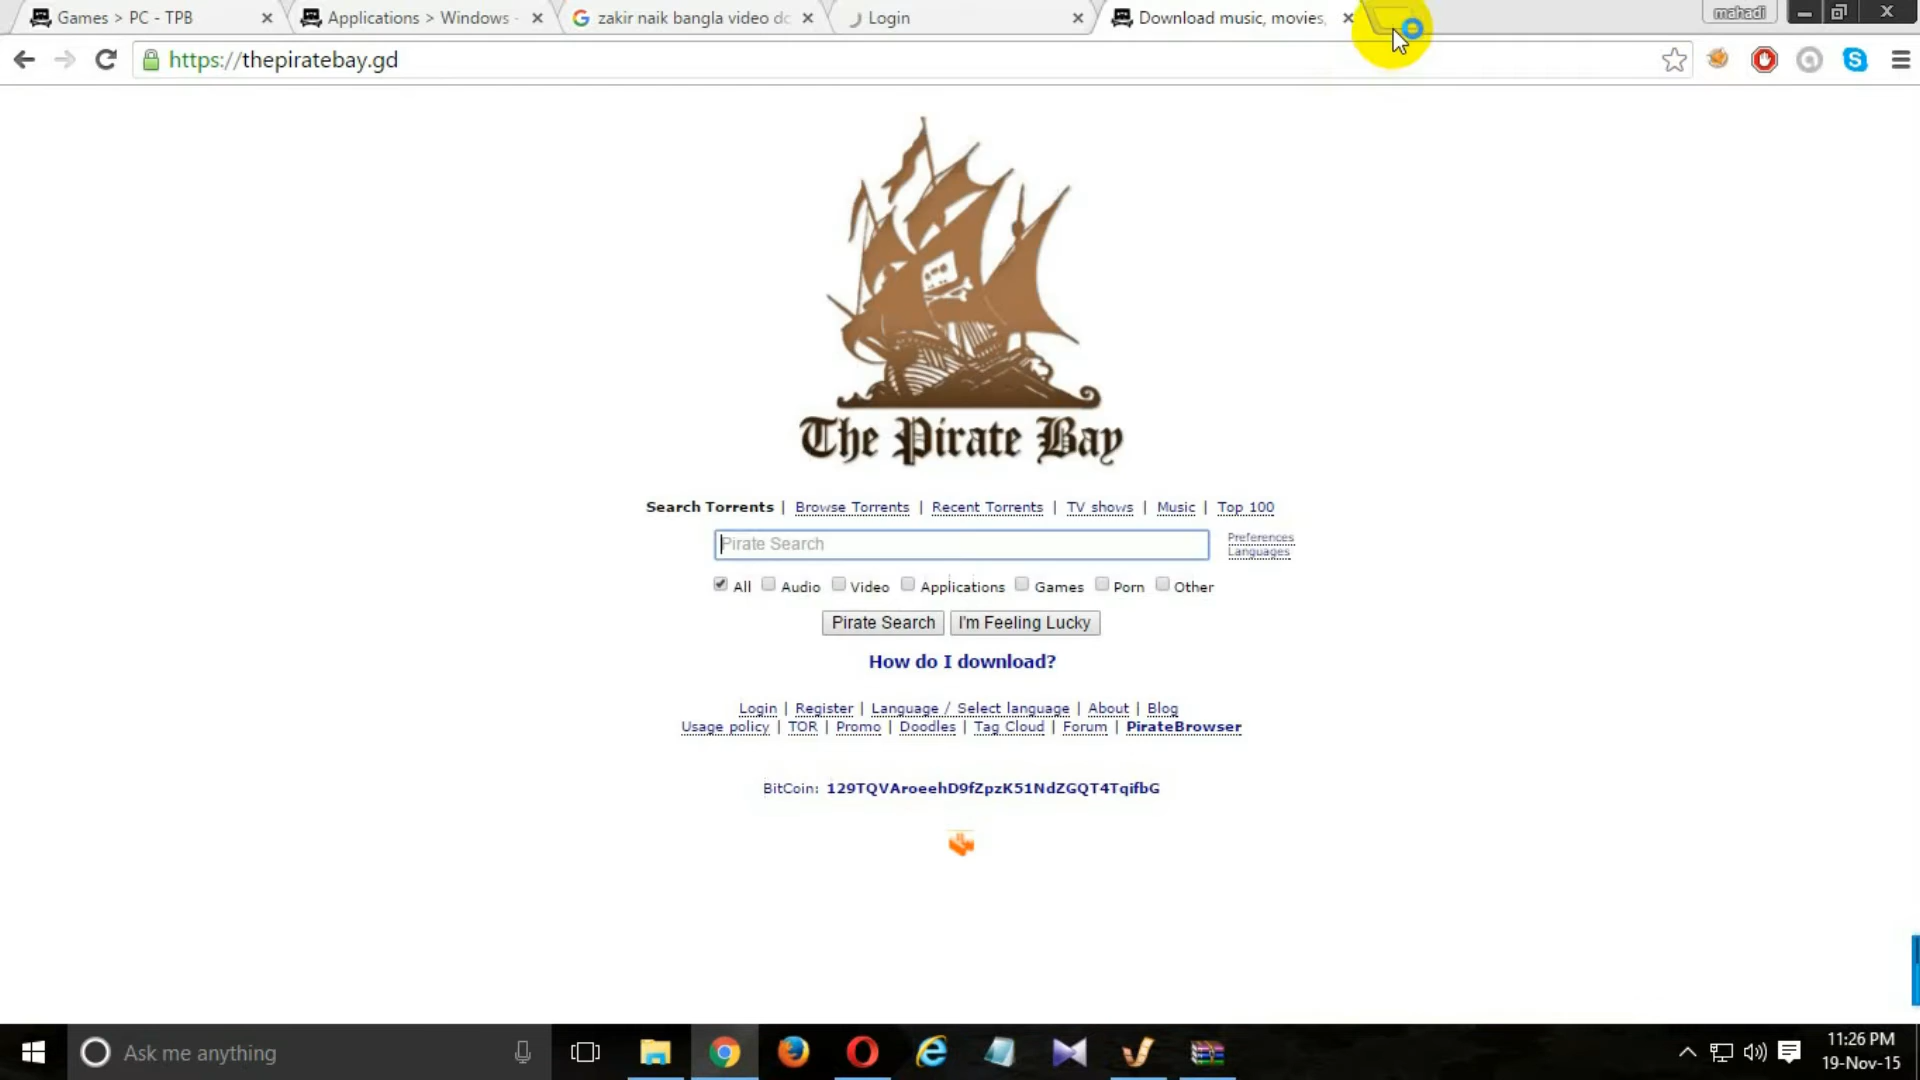 Games > PC - TPB
Applications > Windows -
zakir naik bangla video do
Login
Download music, movies,
mahadi
https://thepiratebay.gd
The Pirate Bay
Search Torrents | Browse Torrents | Recent Torrents | TV shows | Music | Top 100
Pirate Search
Preferences
Languages
All Audio Video Applications Games Porn Other
Pirate Search I'm Feeling Lucky
How do I download?
Login | Register | Language / Select language | About | Blog
Usage policy | TOR | Promo | Doodles | Tag Cloud | Forum | PirateBrowser
BitCoin: 129TQVAroeehD9fZpzK51NdZGQT4TqifbG
Ask me anything
11:26 PM
19-Nov-15